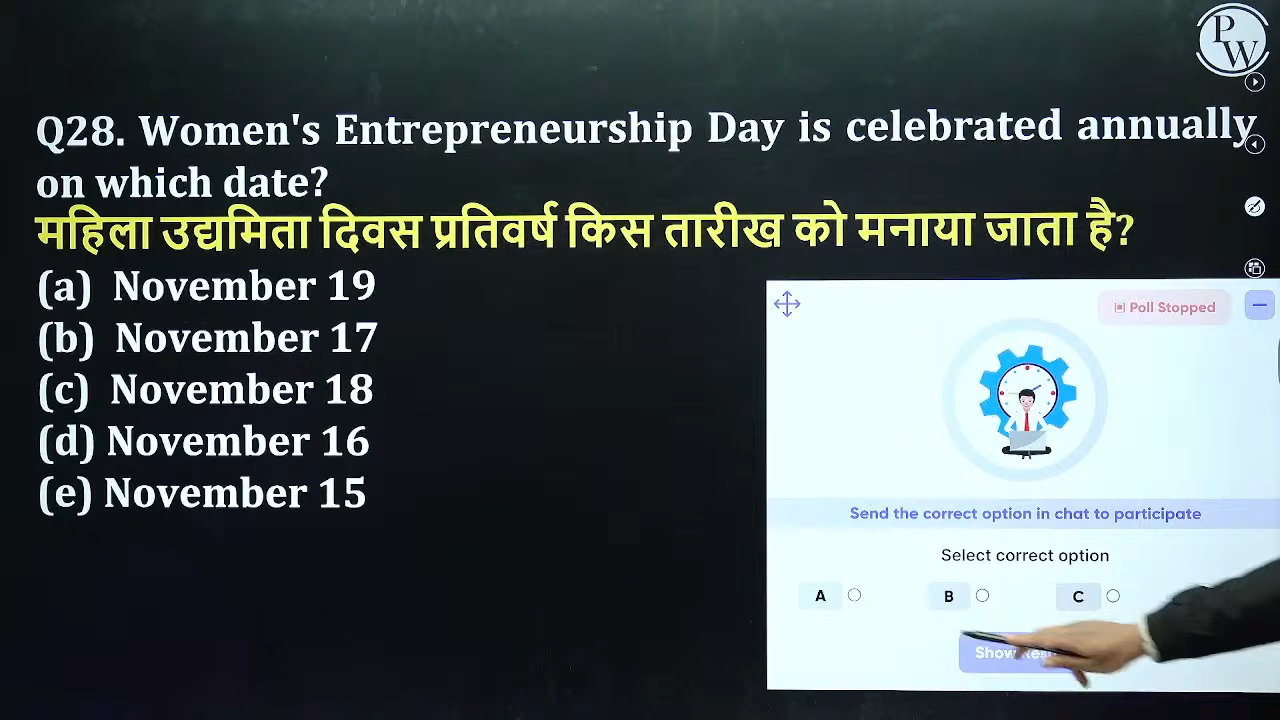 PW
Q28. Women's Entrepreneurship Day is celebrated annually
on which date?
महिला उद्यमिता दिवस प्रतिवर्ष किस तारीख को मनाया जाता है?
(a) November 19
(b) November 17
(c) November 18
(d) November 16
(e) November 15
Poll Stopped
Send the correct option in chat to participate
Select correct option
A B C
Show